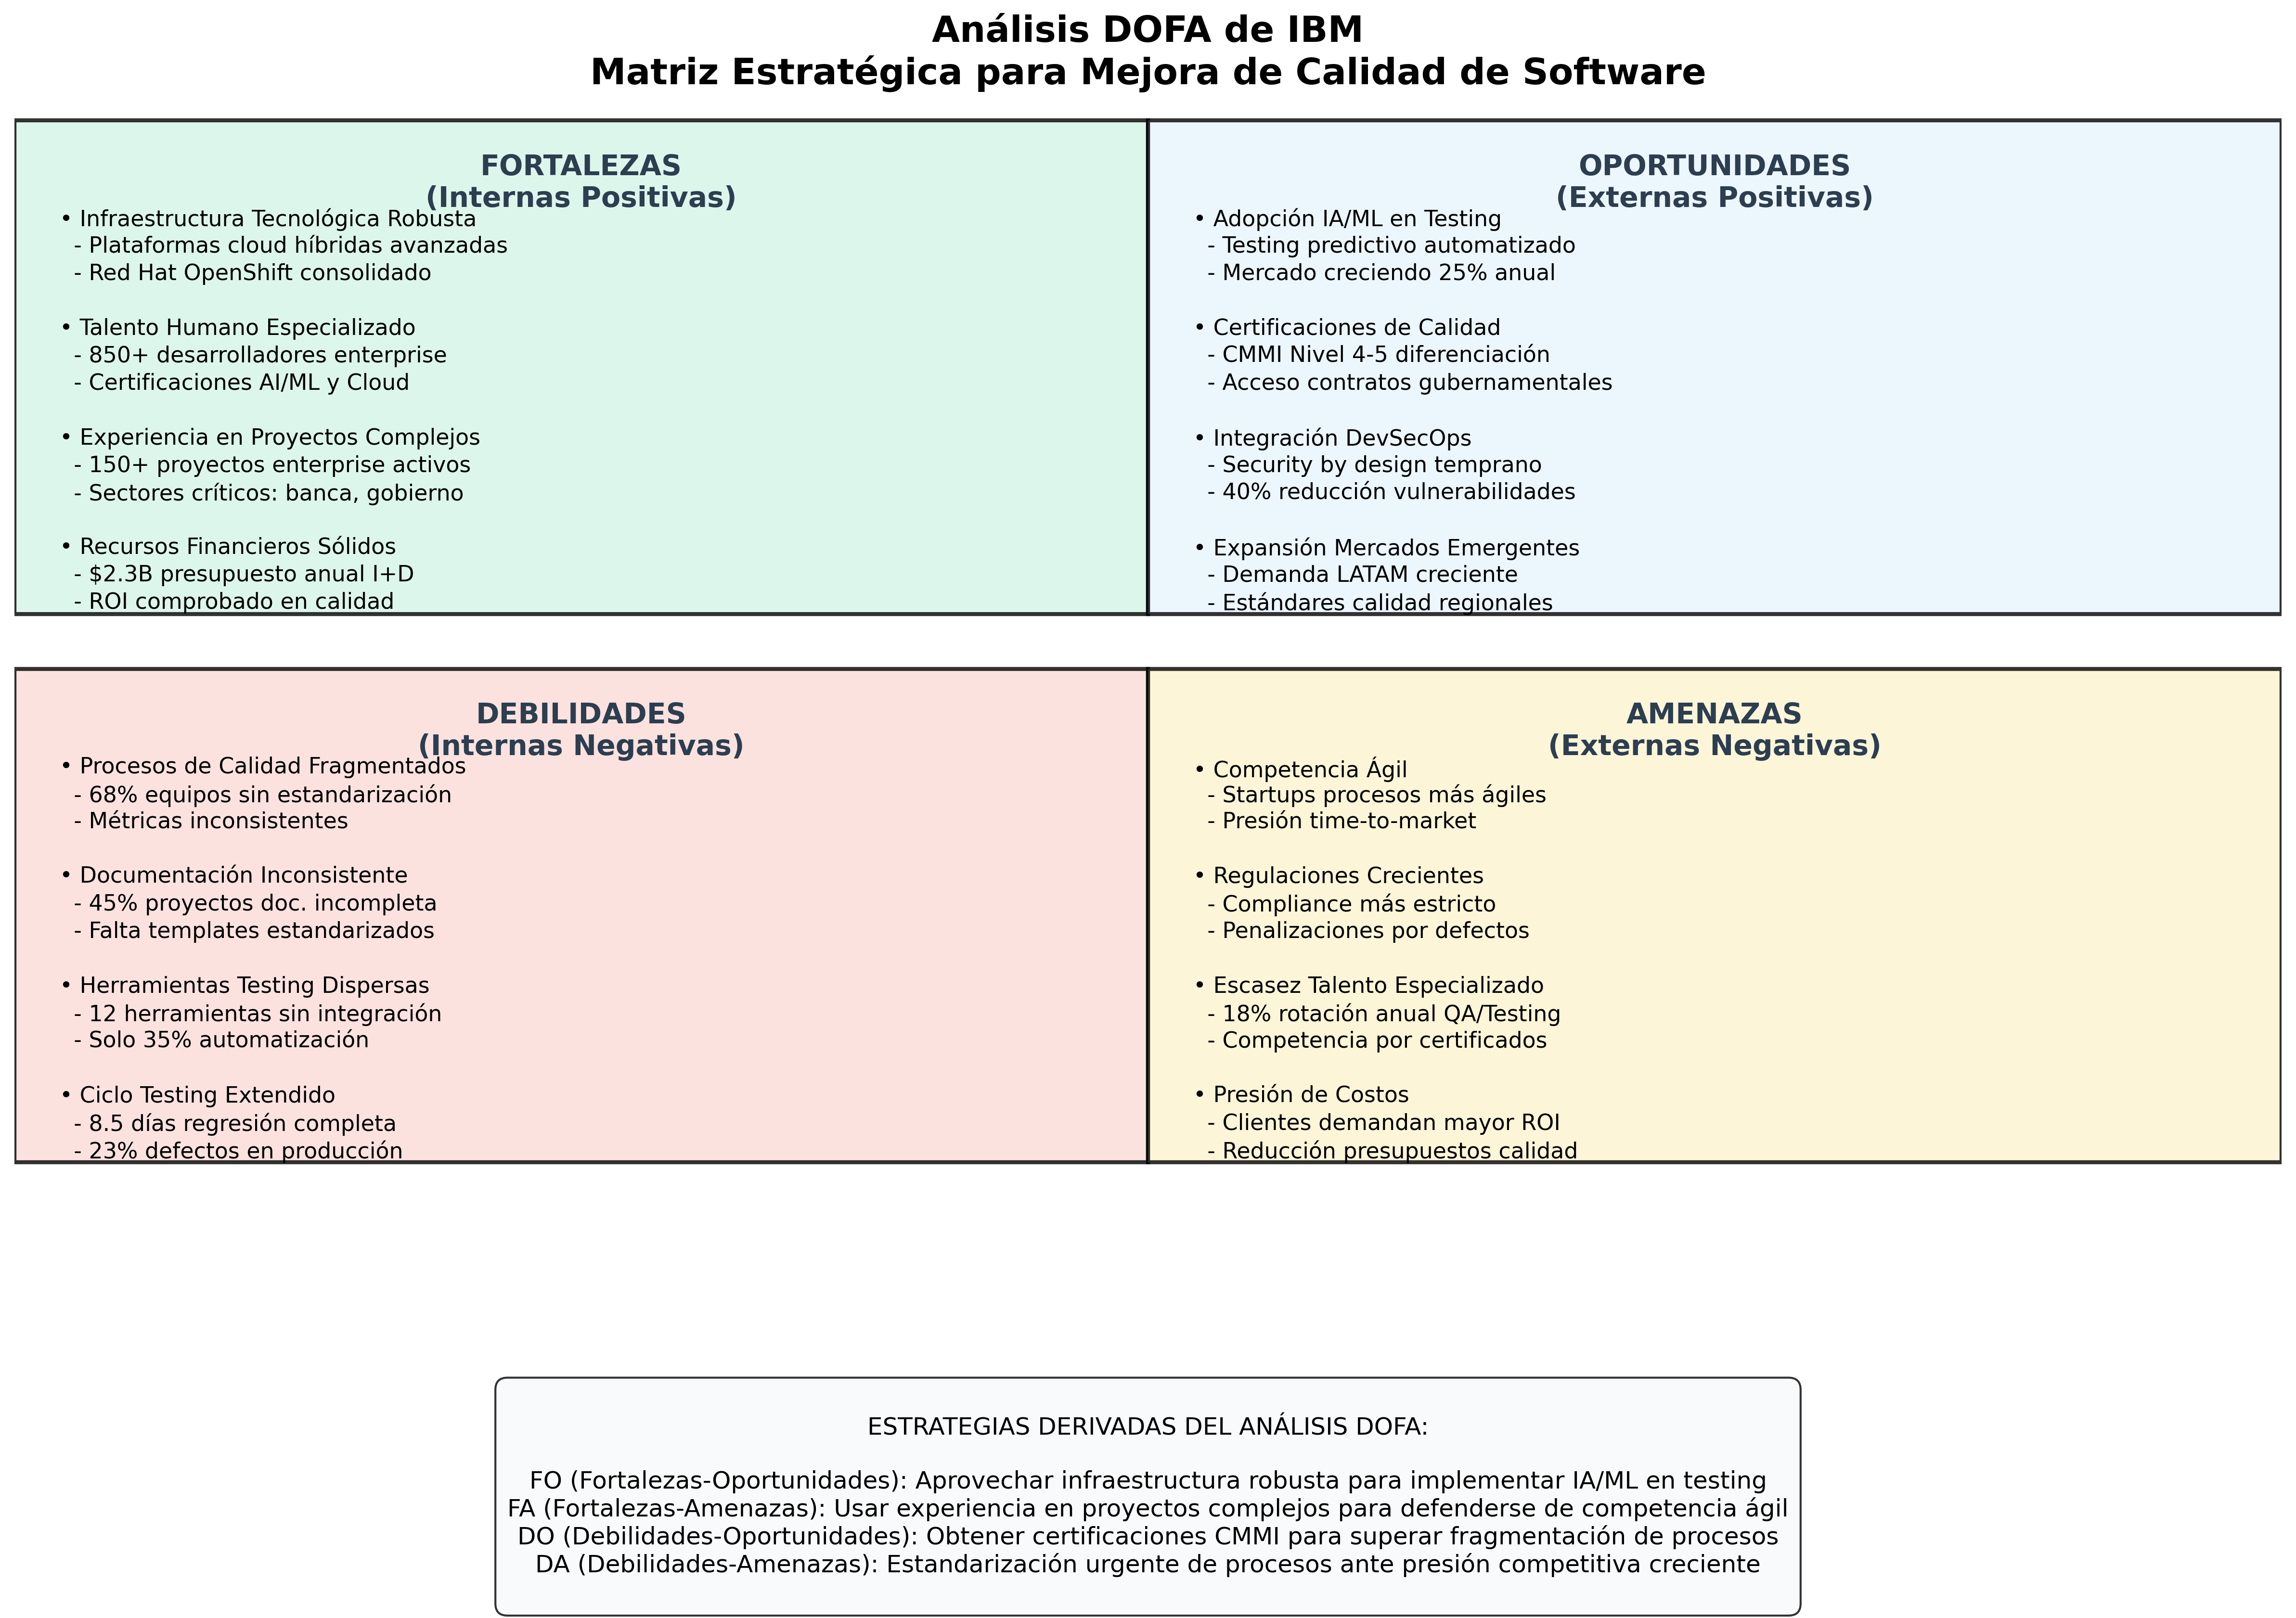 Análisis DOFA de IBM
Matriz Estratégica para Mejora de Calidad de Software
FORTALEZAS
(Internas Positivas)
• Infraestructura Tecnológica Robusta
- Plataformas cloud híbridas avanzadas
- Red Hat OpenShift consolidado
• Talento Humano Especializado
- 850+ desarrolladores enterprise
- Certificaciones AI/ML y Cloud
• Experiencia en Proyectos Complejos
- 150+ proyectos enterprise activos
- Sectores críticos: banca, gobierno
• Recursos Financieros Sólidos
- $2.3B presupuesto anual I+D
- ROI comprobado en calidad
OPORTUNIDADES
(Externas Positivas)
• Adopción IA/ML en Testing
- Testing predictivo automatizado
- Mercado creciendo 25% anual
• Certificaciones de Calidad
- CMMI Nivel 4-5 diferenciación
- Acceso contratos gubernamentales
• Integración DevSecOps
- Security by design temprano
- 40% reducción vulnerabilidades
• Expansión Mercados Emergentes
- Demanda LATAM creciente
- Estándares calidad regionales
DEBILIDADES
(Internas Negativas)
• Procesos de Calidad Fragmentados
- 68% equipos sin estandarización
- Métricas inconsistentes
• Documentación Inconsistente
- 45% proyectos doc. incompleta
- Falta templates estandarizados
• Herramientas Testing Dispersas
- 12 herramientas sin integración
- Solo 35% automatización
• Ciclo Testing Extendido
- 8.5 días regresión completa
- 23% defectos en producción
AMENAZAS
(Externas Negativas)
• Competencia Ágil
- Startups procesos más ágiles
- Presión time-to-market
• Regulaciones Crecientes
- Compliance más estricto
- Penalizaciones por defectos
• Escasez Talento Especializado
- 18% rotación anual QA/Testing
- Competencia por certificados
• Presión de Costos
- Clientes demandan mayor ROI
- Reducción presupuestos calidad
ESTRATEGIAS DERIVADAS DEL ANÁLISIS DOFA:
FO (Fortalezas-Oportunidades): Aprovechar infraestructura robusta para implementar IA/ML en testing
FA (Fortalezas-Amenazas): Usar experiencia en proyectos complejos para defenderse de competencia ágil
DO (Debilidades-Oportunidades): Obtener certificaciones CMMI para superar fragmentación de procesos
DA (Debilidades-Amenazas): Estandarización urgente de procesos ante presión competitiva creciente